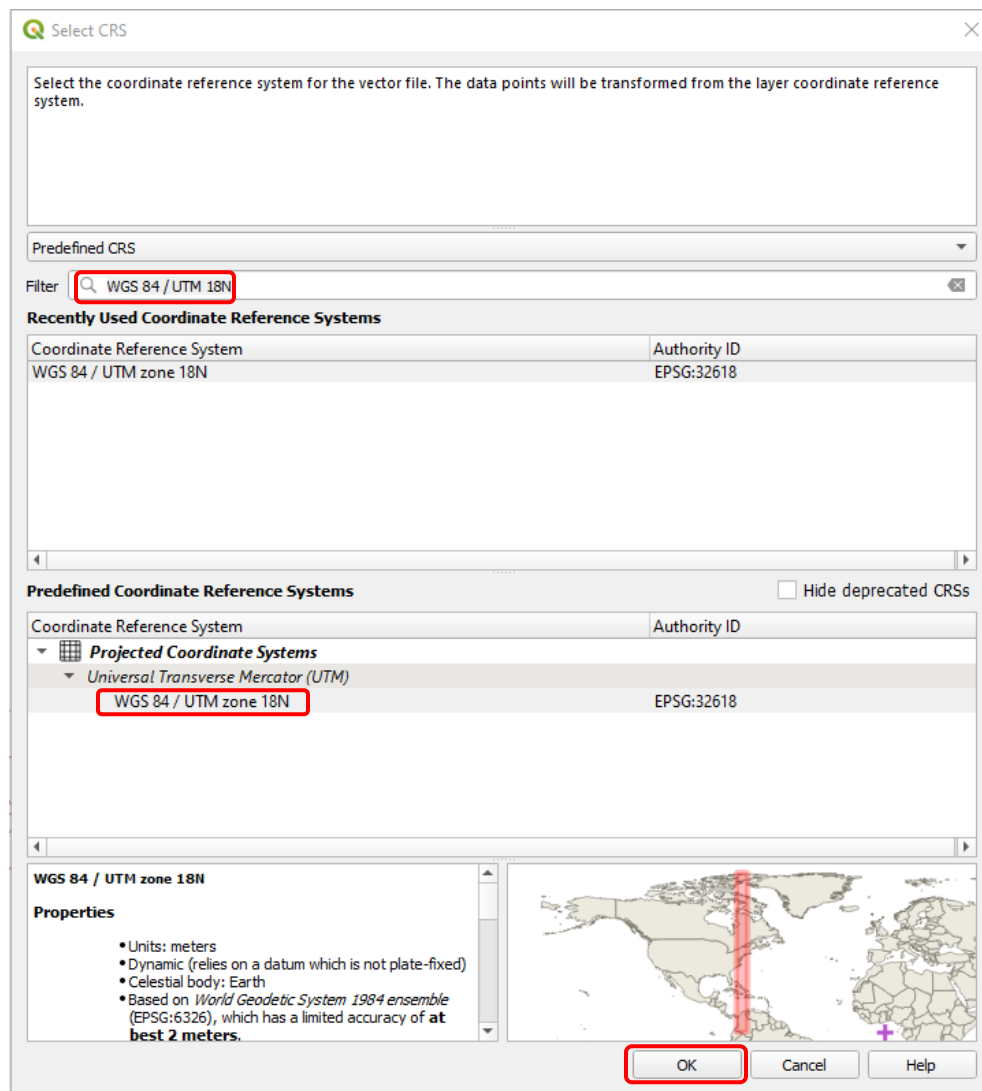 Select CRS
Select the coordinate reference system for the vector file. The data points will be transformed from the layer coordinate reference
system.
Predefined CRS
Filter WGS 84 / UTM 18N
Recently Used Coordinate Reference Systems
Coordinate Reference System Authority ID
WGS 84 / UTM zone 18N EPSG:32618
Predefined Coordinate Reference Systems Hide deprecated CRSs
Coordinate Reference System Authority ID
Projected Coordinate Systems
Universal Transverse Mercator (UTM)
WGS 84 / UTM zone 18N EPSG:32618
WGS 84 / UTM zone 18N
Properties
• Units: meters
• Dynamic (relies on a datum which is not plate-fixed)
• Celestial body: Earth
• Based on World Geodetic System 1984 ensemble
(EPSG:6326), which has a limited accuracy of at
best 2 meters.
OK Cancel Help